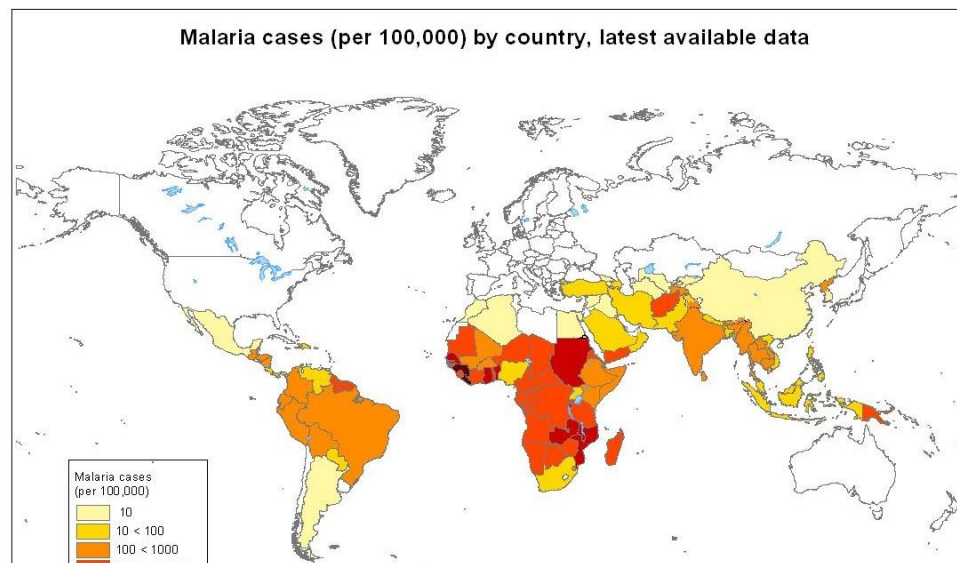 Malaria cases (per 100,000) by country, latest available data
Malaria cases
(per 100,000)
10
10 < 100
100 < 1000